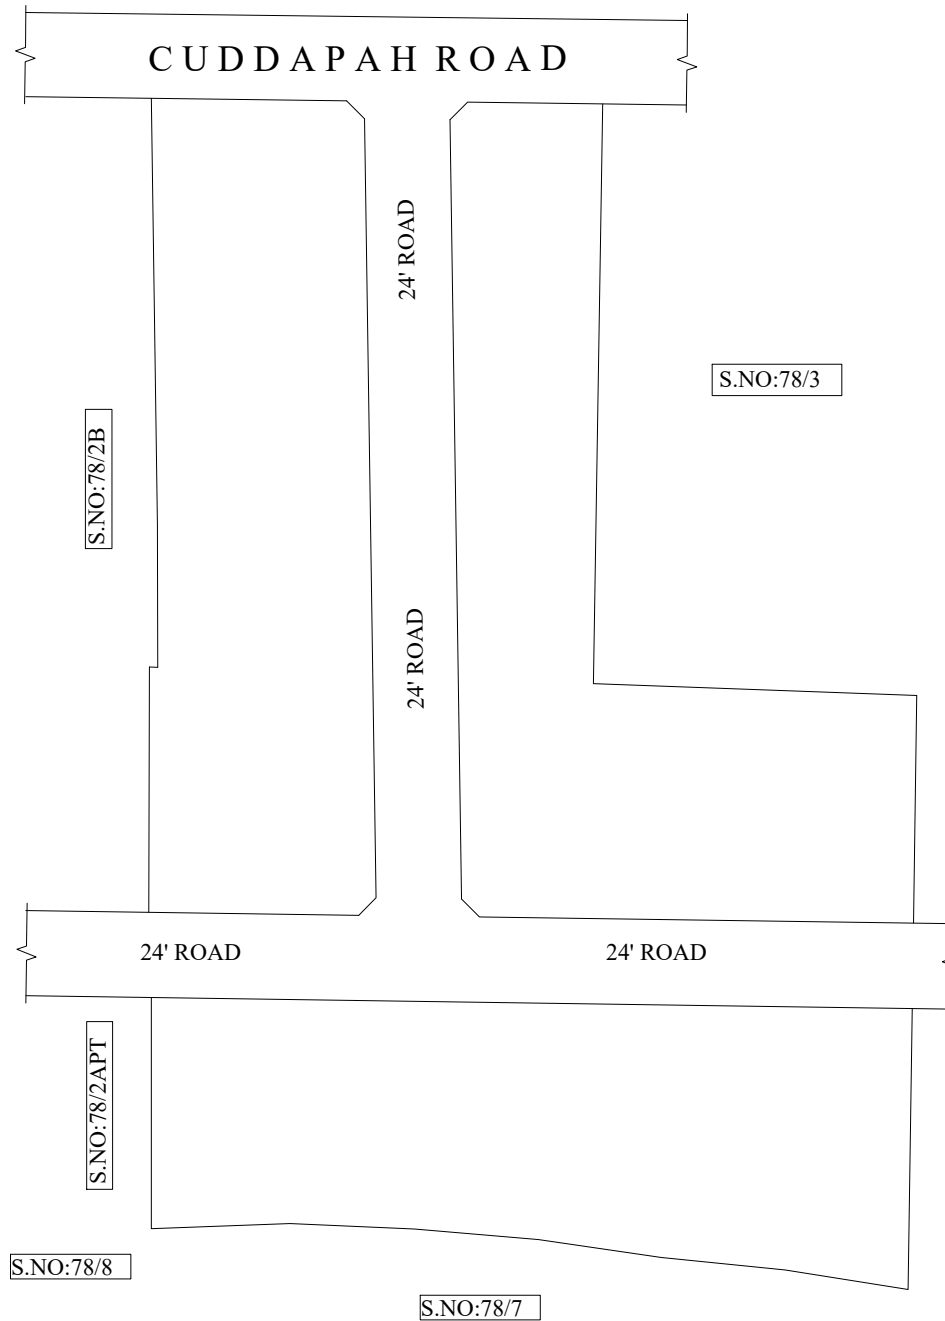 CUDDAPAH ROAD
24' ROAD
S.NO:78/3
S.NO:78/2B
24' ROAD
24' ROAD
24' ROAD
S.NO:78/2APT
S.NO:78/8
S.NO:78/7